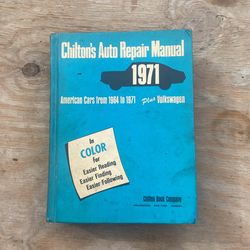 Chilton's Auto Repair Manual
1971
American Cars from 1964 to 1971 Plus Volkswagen
In
COLOR
For
Easier Reading
Easier Finding
Easier Following
Chilton Book Company